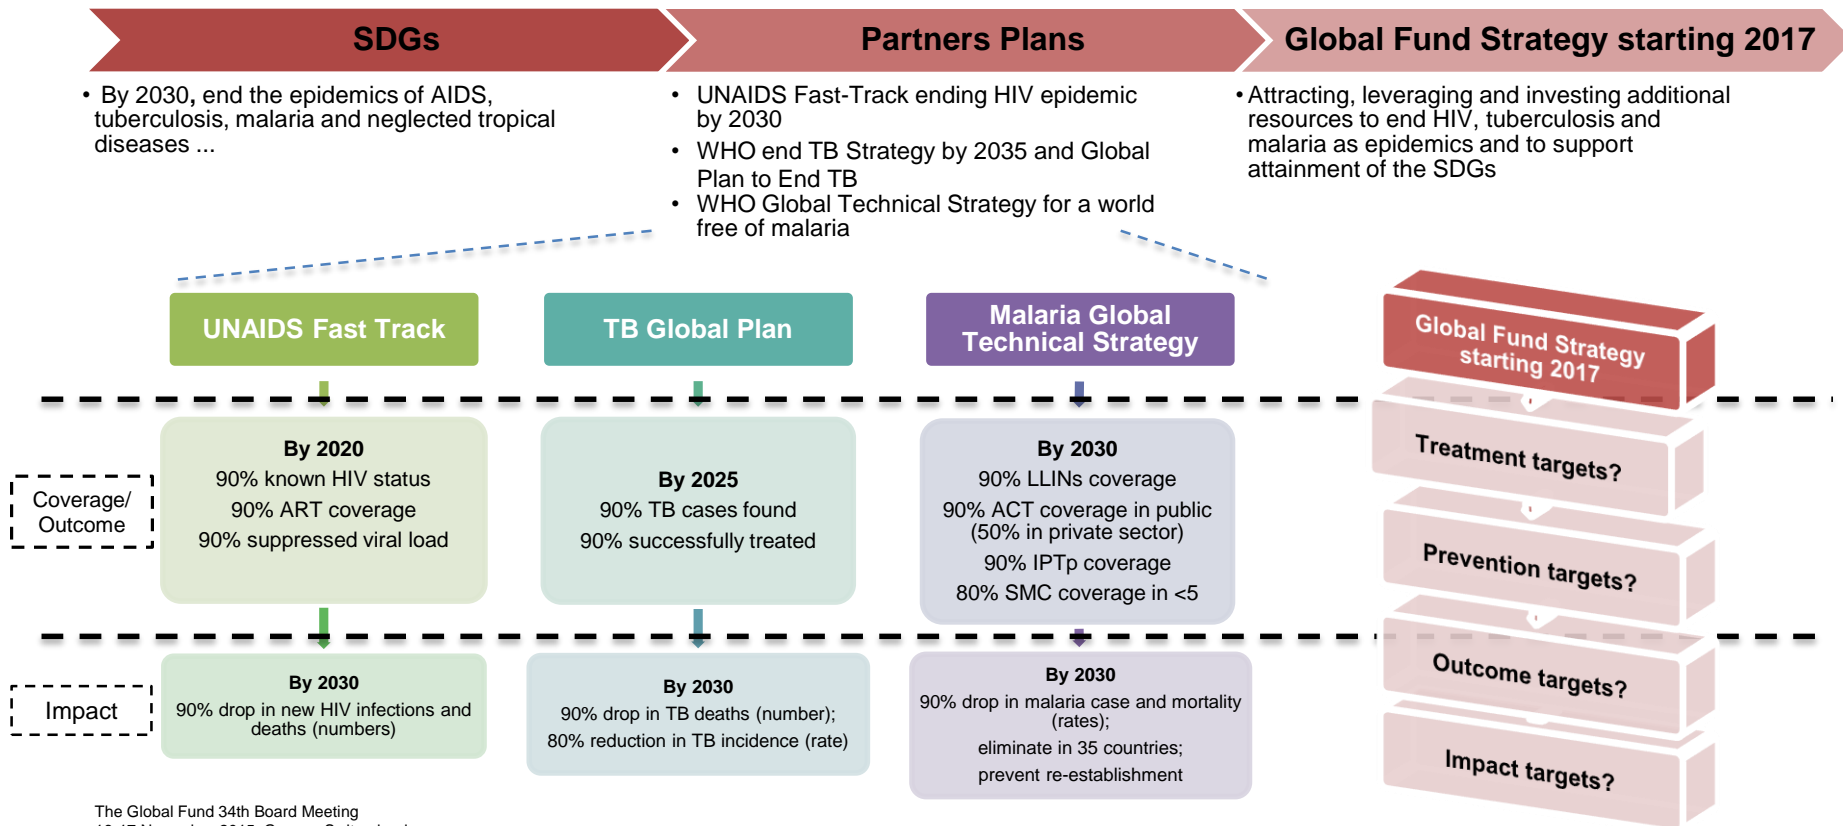 SDGs
Partners Plans
Global Fund Strategy starting 2017
• By 2030, end the epidemics of AIDS,
tuberculosis, malaria and neglected tropical
diseases ...
• UNAIDS Fast-Track ending HIV epidemic
by 2030
• WHO end TB Strategy by 2035 and Global
Plan to End TB
• WHO Global Technical Strategy for a world
free of malaria
• Attracting, leveraging and investing additional
resources to end HIV, tuberculosis and
malaria as epidemics and to support
attainment of the SDGs
UNAIDS Fast Track
TB Global Plan
Malaria Global
Technical Strategy
Global Fund Strategy
starting 2017
Coverage/
Outcome
By 2020
90% known HIV status
90% ART coverage
90% suppressed viral load
By 2025
90% TB cases found
90% successfully treated
By 2030
90% LLINs coverage
90% ACT coverage in public
(50% in private sector)
90% IPTp coverage
80% SMC coverage in <5
Treatment targets?
Prevention targets?
Outcome targets?
Impact targets?
Impact
By 2030
90% drop in new HIV infections and
deaths (numbers)
By 2030
90% drop in TB deaths (number);
80% reduction in TB incidence (rate)
By 2030
90% drop in malaria case and mortality
(rates);
eliminate in 35 countries;
prevent re-establishment
The Global Fund 34th Board Meeting